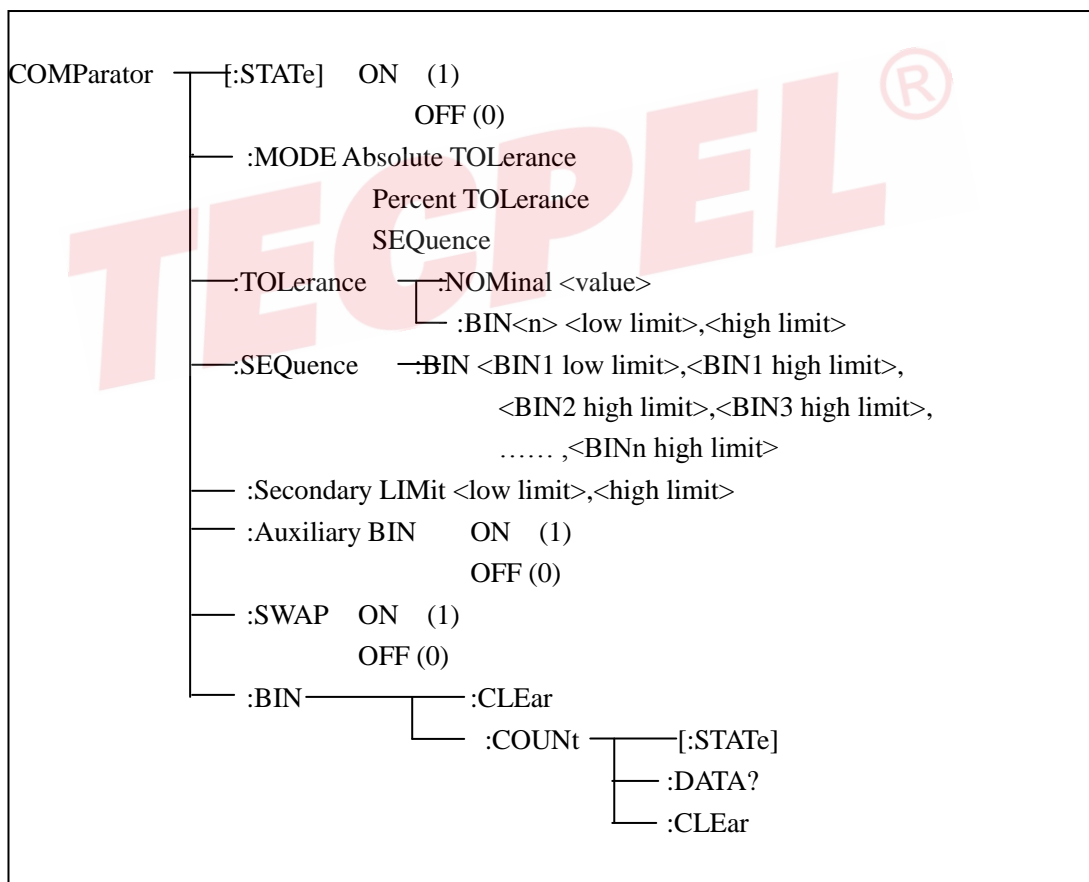 COMParator [:STATe] ON (1)
OFF (0)
:MODE Absolute TOLerance
Percent TOLerance
SEQuence
:TOLerance :NOMinal <value>
:BIN<n> <low limit>,<high limit>
:SEQuence :BIN <BIN1 low limit>,<BIN1 high limit>,
<BIN2 high limit>,<BIN3 high limit>,
…… ,<BINn high limit>
:Secondary LIMit <low limit>,<high limit>
:Auxiliary BIN ON (1)
OFF (0)
:SWAP ON (1)
OFF (0)
:BIN :CLEar
:COUNt [:STATe]
:DATA?
:CLEar
TECPEL ®